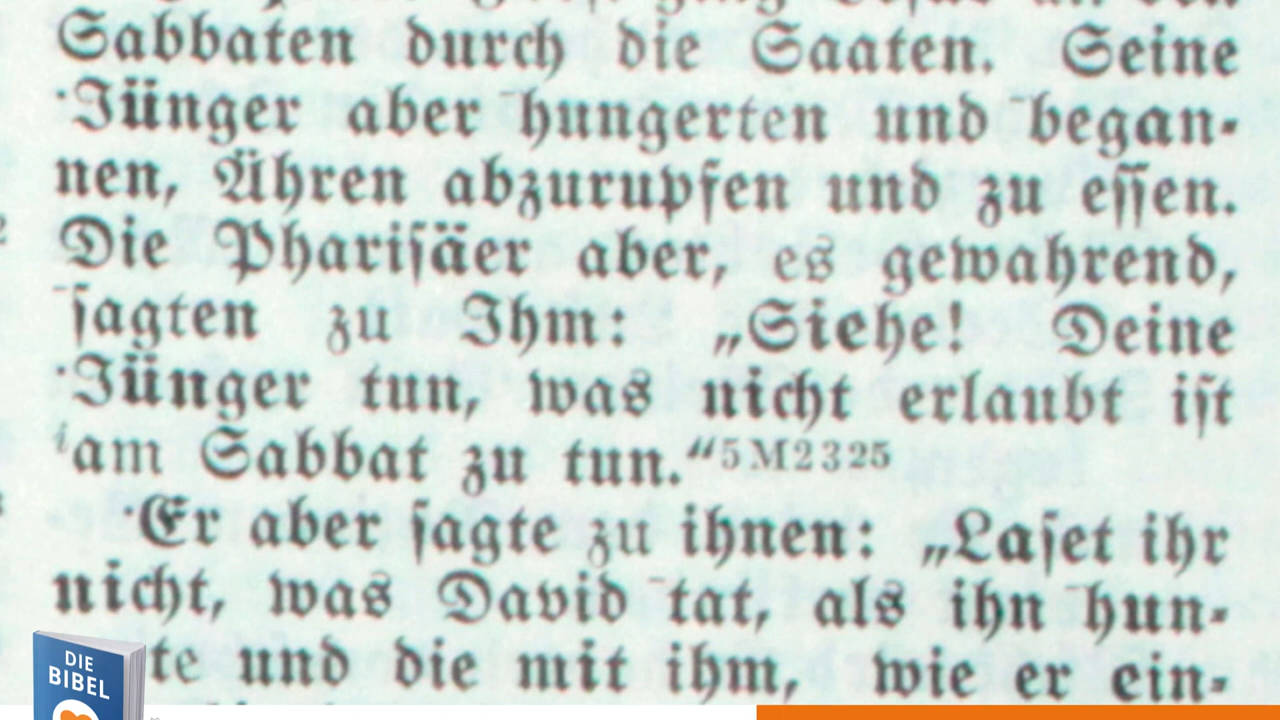 Sabbaten durch die Saaten. Seine
·Jünger aber ¯hungerten und ¯began-
nen, Ähren abzurupfen und zu essen.
Die Pharisäer aber, es gewahrend,
¯sagten zu Ihm: „Siehe! Deine
·Jünger tun, was nicht erlaubt ist
ⁱam Sabbat zu tun.“5M2325
·Er aber sagte zu ihnen: „Laset ihr
nicht, was David ¯tat, als ihn ¯hun-
te und die mit ihm, wie er ein-
DIE
BIBEL